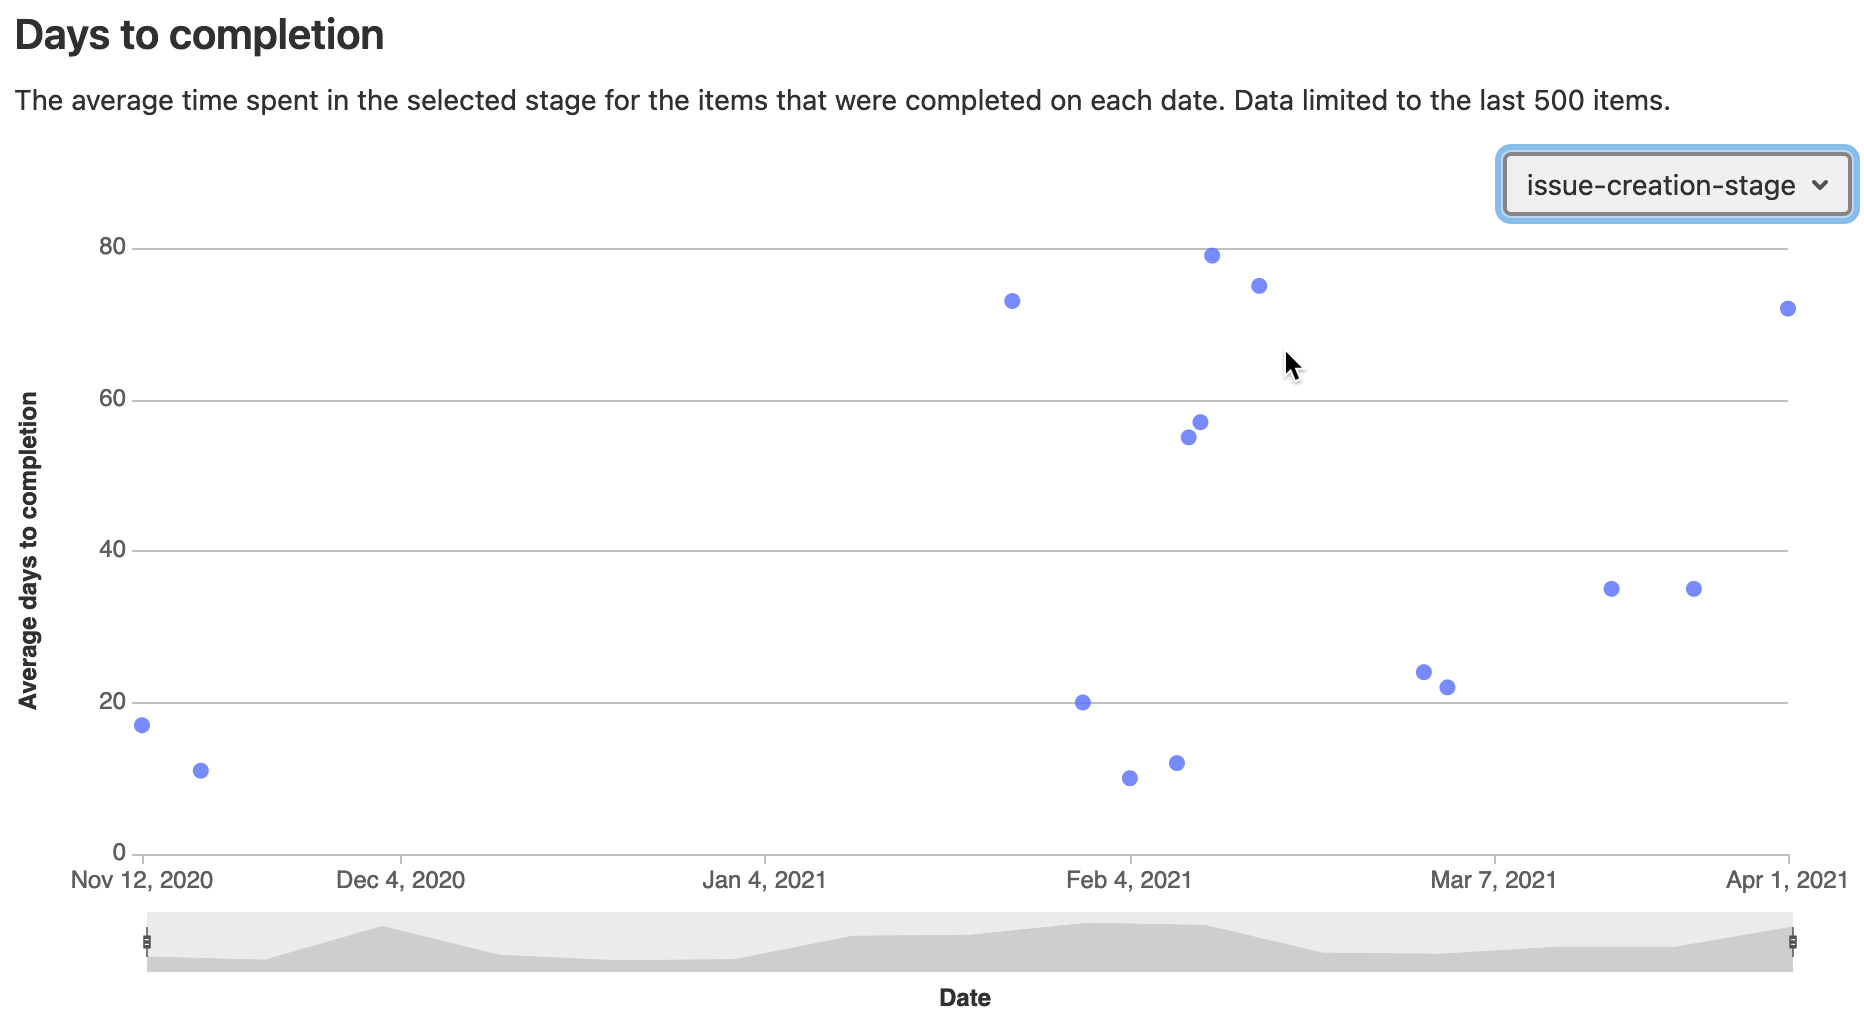 Days to completion
The average time spent in the selected stage for the items that were completed on each date. Data limited to the last 500 items.
issue-creation-stage
80
60
40
20
0
Average days to completion
Nov 12, 2020 Dec 4, 2020 Jan 4, 2021 Feb 4, 2021 Mar 7, 2021 Apr 1, 2021
Date